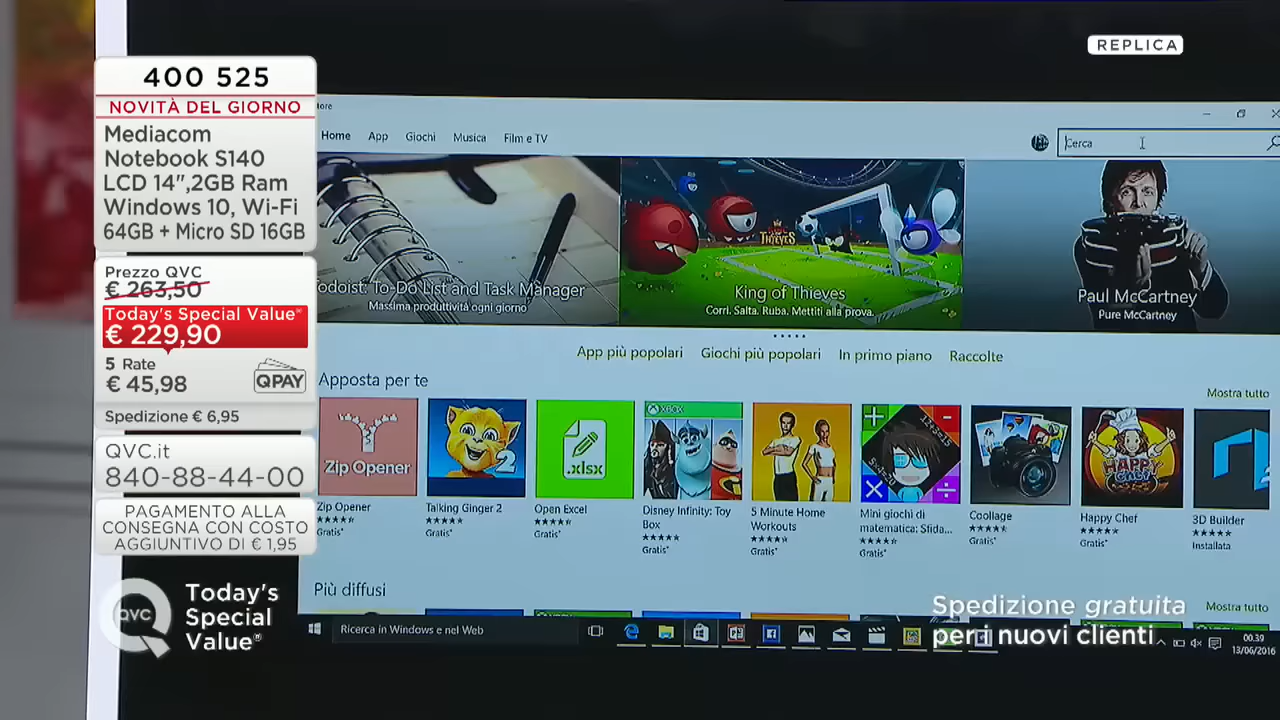 REPLICA
400 525
NOVITÀ DEL GIORNO
Mediacom
Notebook S140
LCD 14",2GB Ram
Windows 10, Wi-Fi
64GB + Micro SD 16GB
Prezzo QVC
€ 263,50
Today's Special Value®
€ 229,90
5 Rate
€ 45,98
QPAY
Spedizione € 6,95
QVC.it
840-88-44-00
PAGAMENTO ALLA
CONSEGNA CON COSTO
AGGIUNTIVO DI € 1,95
QVC
Today's
Special
Value®
tore
Home App Giochi Musica Film e TV
Cerca
odoist: To-Do List and Task Manager
Massima produttività ogni giorno
THIEVES
King of Thieves
Corri. Salta. Ruba. Mettiti alla prova.
Paul McCartney
Pure McCartney
App più popolari Giochi più popolari In primo piano Raccolte
Apposta per te
Mostra tutto
Zip Opener
2
.xlsx
XBOX
12+3=15
HAPPY
CHEF
Zip Opener
Gratis*
Talking Ginger 2
Gratis*
Open Excel
Gratis*
Disney Infinity: Toy
Box
Gratis*
5 Minute Home
Workouts
Gratis*
Mini giochi di
matematica: Sfida...
Gratis*
Coollage
Gratis*
Happy Chef
Gratis*
3D Builder
Installata
Più diffusi
Mostra tutto
Spedizione gratuita
per i nuovi clienti
Ricerca in Windows e nel Web
00.39
13/06/2016